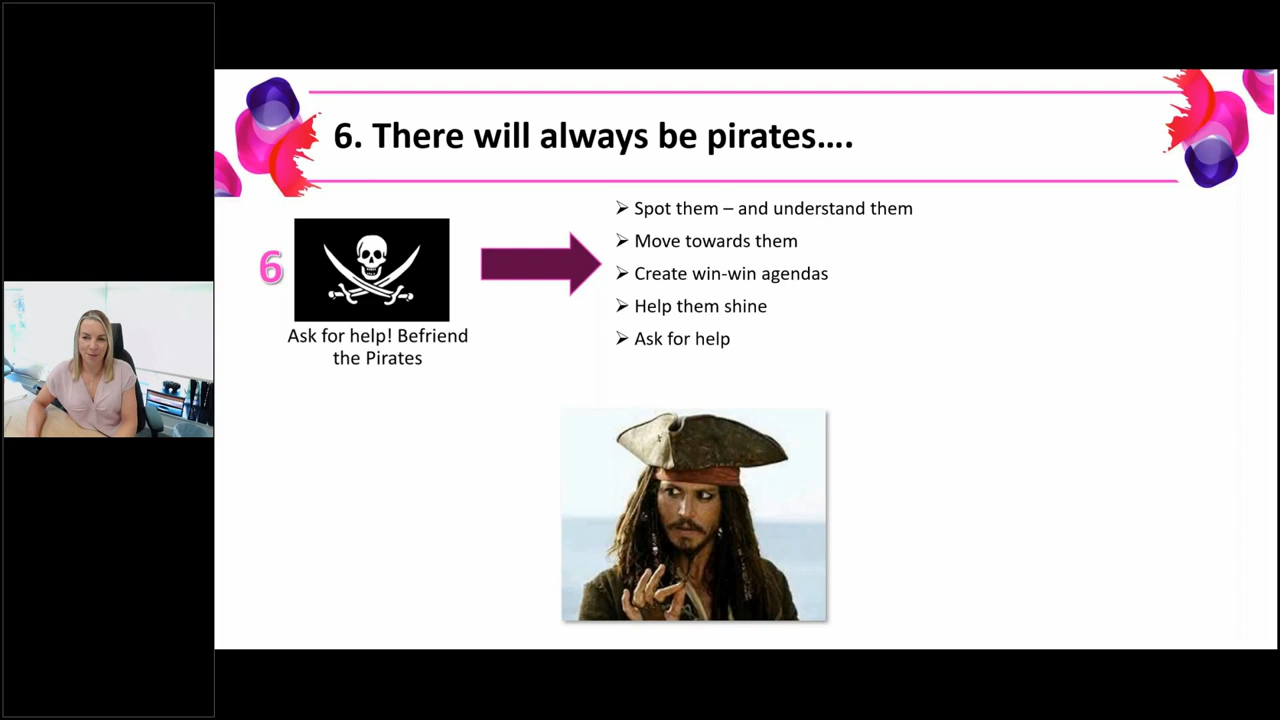 6. There will always be pirates….
6
Ask for help! Befriend
the Pirates
➢ Spot them – and understand them
➢ Move towards them
➢ Create win-win agendas
➢ Help them shine
➢ Ask for help